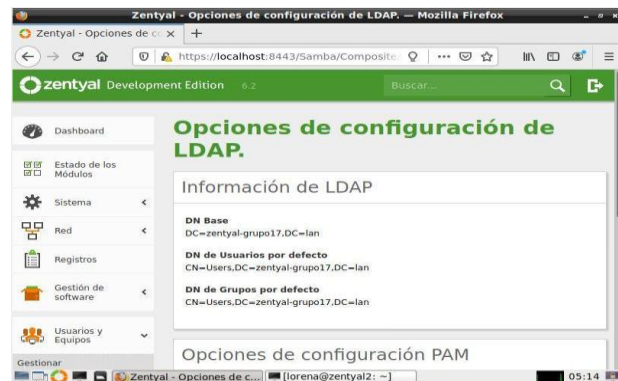 Zentyal - Opciones de configuración de LDAP. — Mozilla Firefox
Zentyal - Opciones de co
https://localhost:8443/Samba/Composite
zentyal Development Edition 6.2
Buscar...
Dashboard
Estado de los
Módulos
Sistema
Red
Registros
Gestión de
software
Usuarios y
Equipos
Gestionar
Opciones de configuración de
LDAP.
Información de LDAP
DN Base
DC=zentyal-grupo17,DC=lan
DN de Usuarios por defecto
CN=Users,DC=zentyal-grupo17,DC=lan
DN de Grupos por defecto
CN=Users,DC=zentyal-grupo17,DC=lan
Opciones de configuración PAM
Zentyal - Opciones de c...
[lorena@zentyal2: ~]
05:14